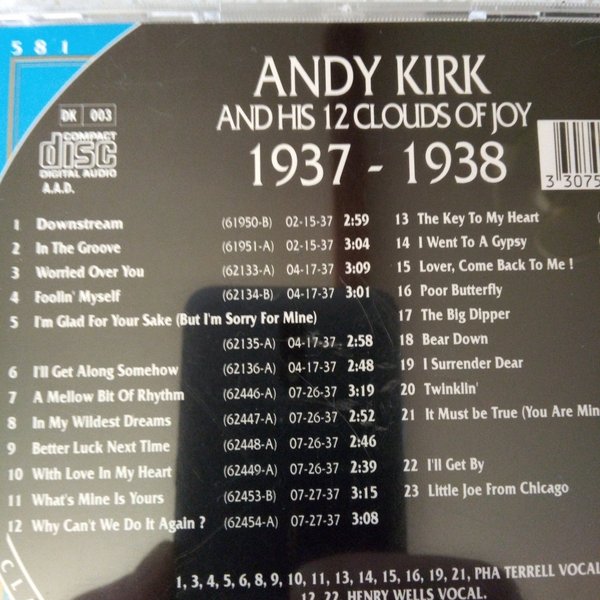 581
ANDY KIRK
AND HIS 12 CLOUDS OF JOY
1937 - 1938
DK 003
COMPACT
disc
DIGITAL AUDIO
A.A.D.
3 3075
1 Downstream (61950-B) 02-15-37 2:59
2 In The Groove (61951-A) 02-15-37 3:04
3 Worried Over You (62133-A) 04-17-37 3:09
4 Foolin' Myself (62134-B) 04-17-37 3:01
5 I'm Glad For Your Sake (But I'm Sorry For Mine)
(62135-A) 04-17-37 2:58
6 I'll Get Along Somehow (62136-A) 04-17-37 2:48
7 A Mellow Bit Of Rhythm (62446-A) 07-26-37 3:19
8 In My Wildest Dreams (62447-A) 07-26-37 2:52
9 Better Luck Next Time (62448-A) 07-26-37 2:46
10 With Love In My Heart (62449-A) 07-26-37 2:39
11 What's Mine Is Yours (62453-B) 07-27-37 3:15
12 Why Can't We Do It Again ? (62454-A) 07-27-37 3:08
13 The Key To My Heart
14 I Went To A Gypsy
15 Lover, Come Back To Me !
16 Poor Butterfly
17 The Big Dipper
18 Bear Down
19 I Surrender Dear
20 Twinklin'
21 It Must be True (You Are Min
22 I'll Get By
23 Little Joe From Chicago
1, 3, 4, 5, 6, 8, 9, 10, 11, 13, 14, 15, 16, 19, 21, PHA TERRELL VOCAL
12, 22, HENRY WELLS VOCAL.
CL